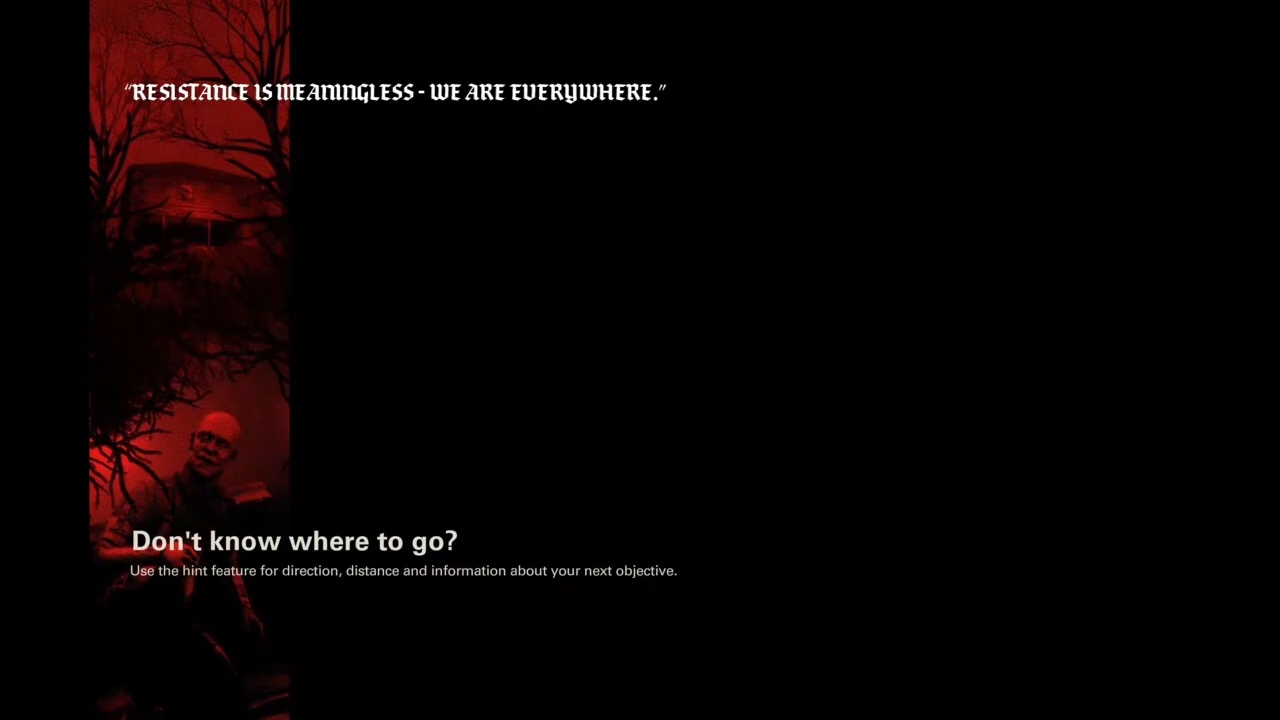 “RESISTANCE IS MEANINGLESS - WE ARE EVERYWHERE.”
Don't know where to go?
Use the hint feature for direction, distance and information about your next objective.